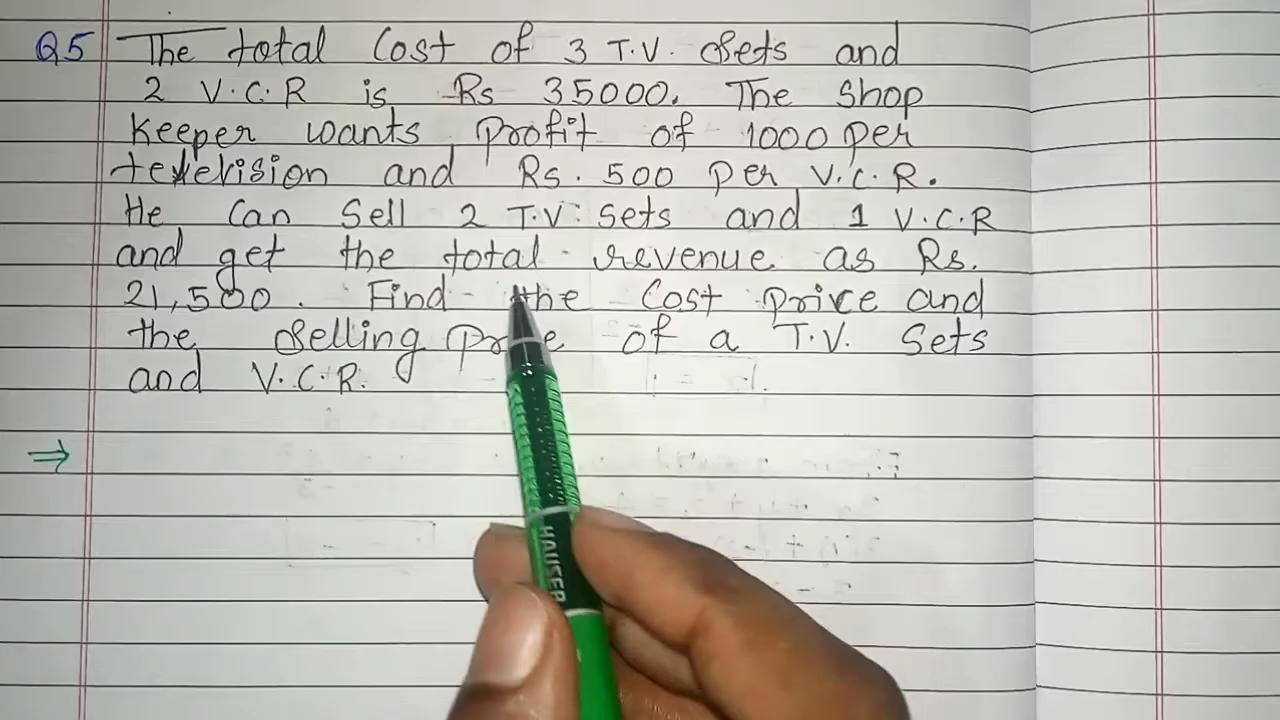 Q5 The total Cost of 3 T.V. Sets and
2 V.C.R is Rs 35000. The Shop
Keeper wants Profit of 1000 Per
television and Rs. 500 Per V.C.R.
He Can Sell 2 T.V. Sets and 1 V.C.R
and get the total revenue as Rs.
21,500. Find the Cost Price and
the Selling Price of a T.V. Sets
and V.C.R.
⇒
HAUSER